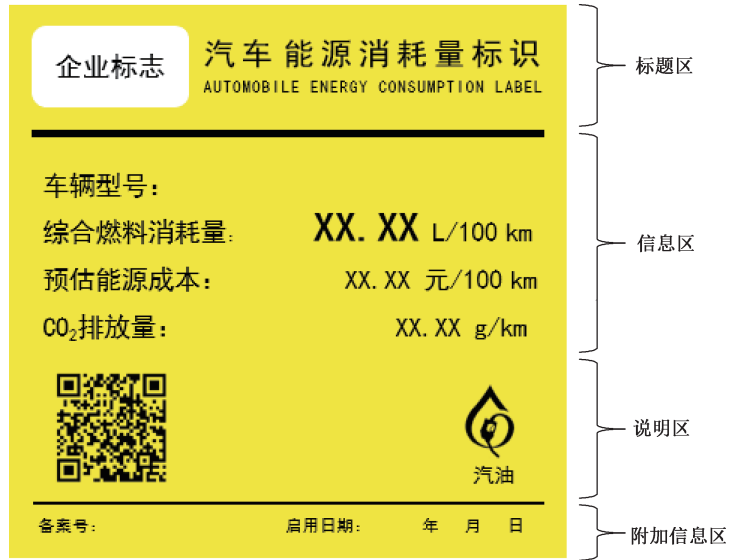 企业标志
汽车能源消耗量标识
AUTOMOBILE ENERGY CONSUMPTION LABEL
标题区
车辆型号：
综合燃料消耗量： XX.XX L/100 km
预估能源成本： XX.XX 元/100 km
CO₂排放量： XX.XX g/km
信息区
汽油
说明区
备案号： 启用日期： 年 月 日
附加信息区